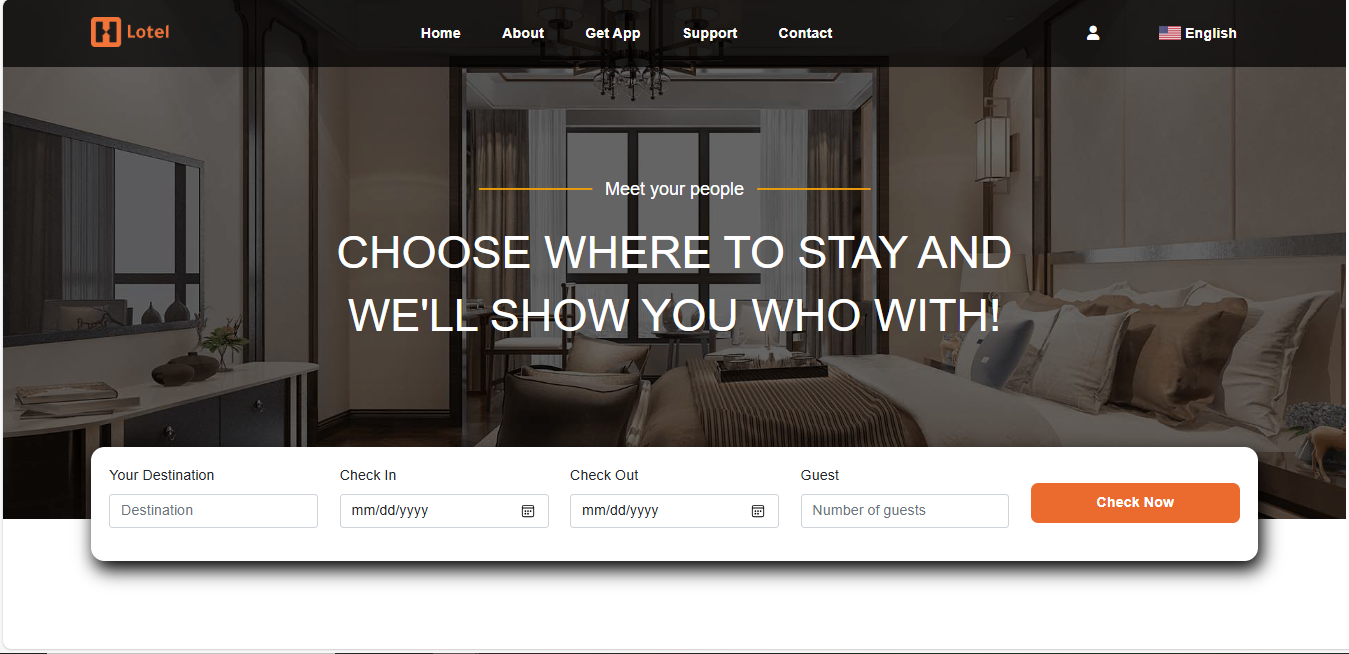 Lotel
Home About Get App Support Contact English
Meet your people
CHOOSE WHERE TO STAY AND
WE'LL SHOW YOU WHO WITH!
Your Destination Check In Check Out Guest
Destination mm/dd/yyyy mm/dd/yyyy Number of guests Check Now